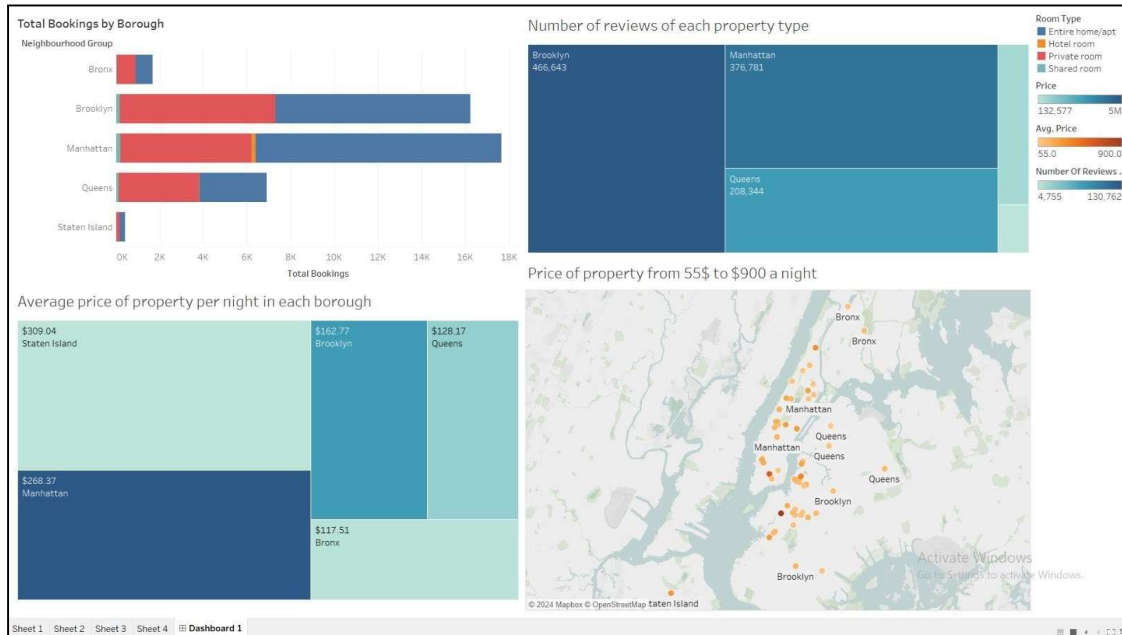 Total Bookings by Borough
Neighbourhood Group
Bronx
Brooklyn
Manhattan
Queens
Staten Island
0K 2K 4K 6K 8K 10K 12K 14K 16K 18K
Total Bookings
Number of reviews of each property type
Brooklyn
466,643
Manhattan
376,781
Queens
208,344
Room Type
Entire home/apt
Hotel room
Private room
Shared room
Price
132,577 5M
Avg. Price
55.0 900.0
Number Of Reviews ..
4,755 130,762
Average price of property per night in each borough
$309.04
Staten Island
$268.37
Manhattan
$162.77
Brooklyn
$128.17
Queens
$117.51
Bronx
Price of property from 55$ to $900 a night
Bronx
Bronx
Manhattan
Queens
Manhattan
Queens
Queens
Brooklyn
Brooklyn
taten Island
© 2024 Mapbox © OpenStreetMap
Activate Windows
Go to Settings to activate Windows.
Sheet 1 Sheet 2 Sheet 3 Sheet 4 Dashboard 1